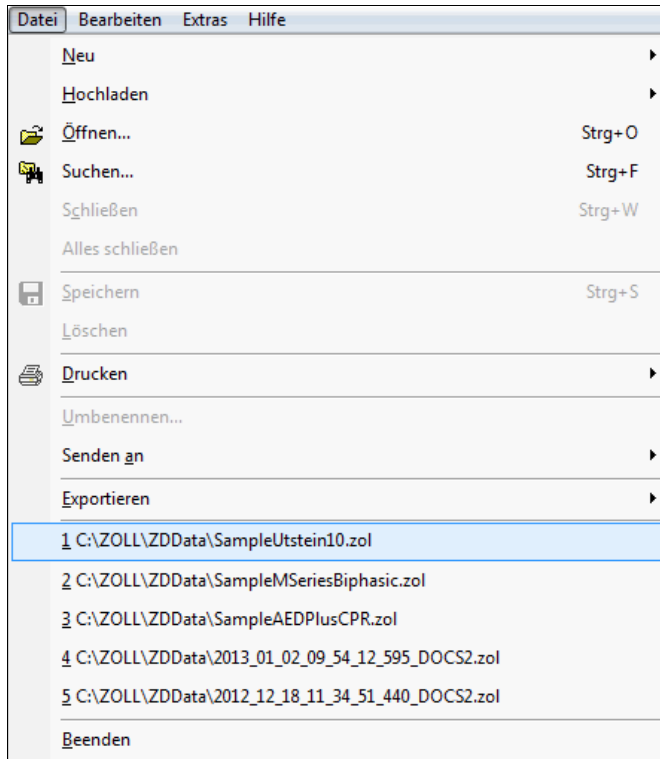 Datei Bearbeiten Extras Hilfe
Neu
Hochladen
Öffnen... Strg+O
Suchen... Strg+F
Schließen Strg+W
Alles schließen
Speichern Strg+S
Löschen
Drucken
Umbenennen...
Senden an
Exportieren
1 C:\ZOLL\ZDData\SampleUtstein10.zol
2 C:\ZOLL\ZDData\SampleMSeriesBiphasic.zol
3 C:\ZOLL\ZDData\SampleAEDPlusCPR.zol
4 C:\ZOLL\ZDData\2013_01_02_09_54_12_595_DOCS2.zol
5 C:\ZOLL\ZDData\2012_12_18_11_34_51_440_DOCS2.zol
Beenden